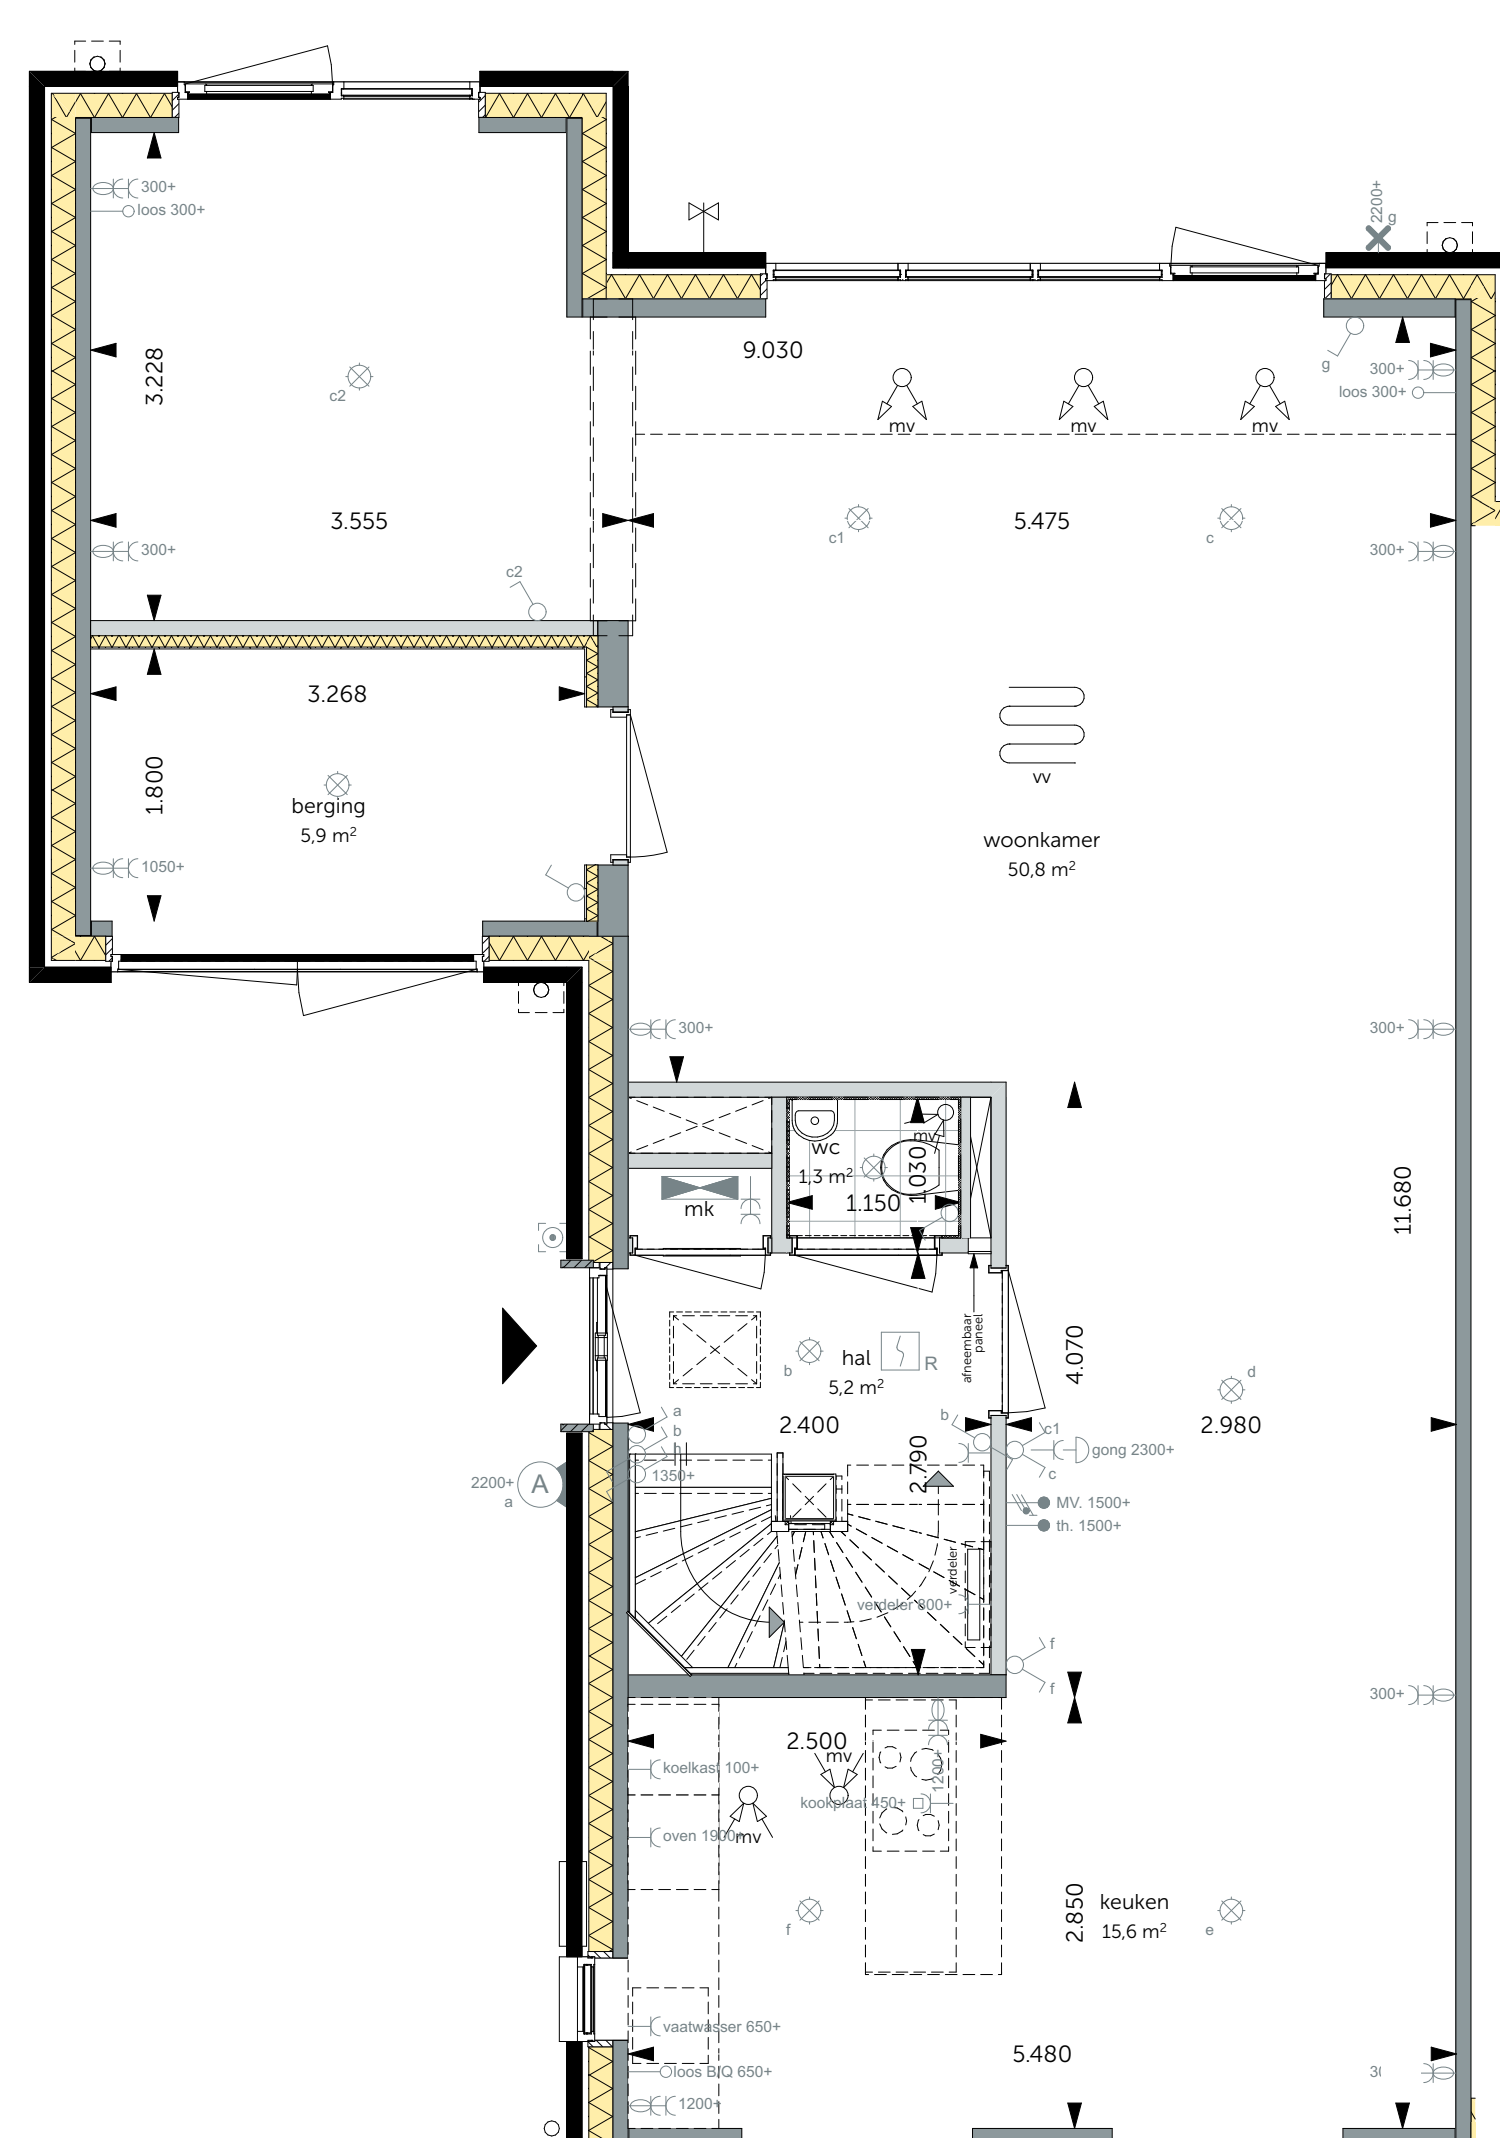 2200+
g
300+
loos 300+
9.030
g
300+
loos 300+
3.228
c2
mv
mv
mv
3.555
5.475
c1
c
300+
300+
c2
3.268
vv
1.800
berging
5,9 m²
woonkamer
50,8 m²
1050+
300+
300+
mv
wc
1,3 m²
1.030
1.150
mk
11.680
afneembaar
paneel
hal
5,2 m²
b
R
4.070
d
a
b
2.400
b
c1
2.980
gong 2300+
c
2.790
1350+
2200+
A
a
MV. 1500+
th. 1500+
verdeler
verdeler 800+
f
f
300+
2.500
mv
koelkast 100+
1200+
kookplaat 450+
oven 1900+
mv
2.850
keuken
15,6 m²
f
e
vaatwasser 650+
5.480
loos B/Q 650+
1200+